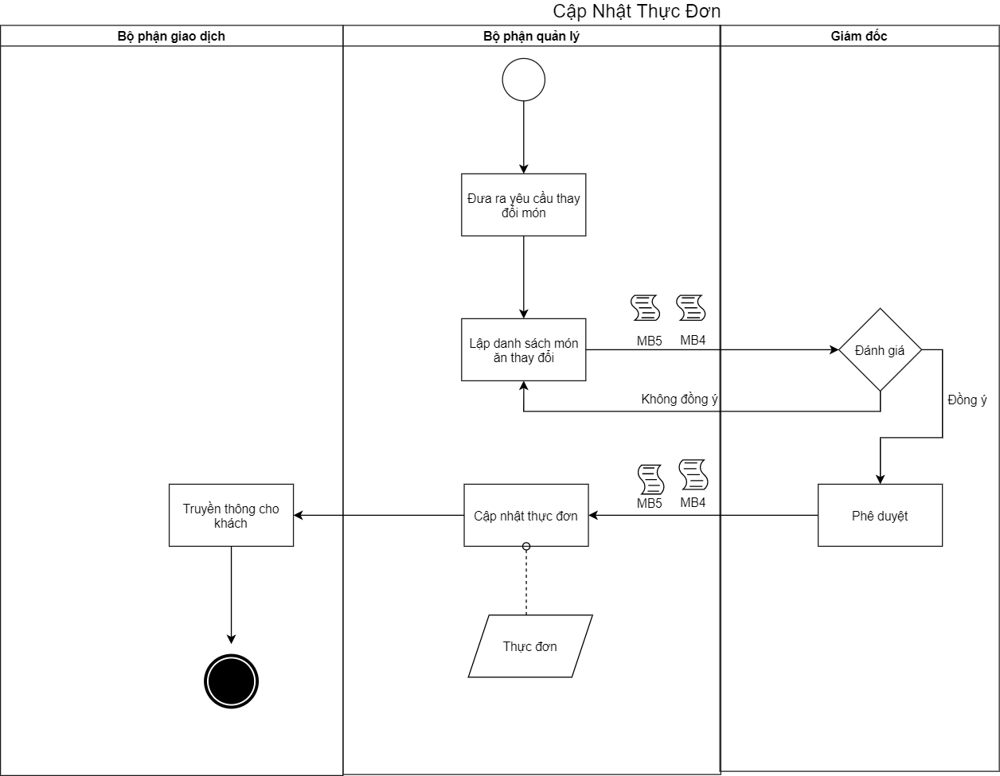 Cập Nhật Thực Đơn
Bộ phận giao dịch
Bộ phận quản lý
Giám đốc
Đưa ra yêu cầu thay
đổi món
Lập danh sách món
ăn thay đổi
MB5
MB4
Đánh giá
Không đồng ý
Đồng ý
Truyền thông cho
khách
Cập nhật thực đơn
MB5
MB4
Phê duyệt
Thực đơn